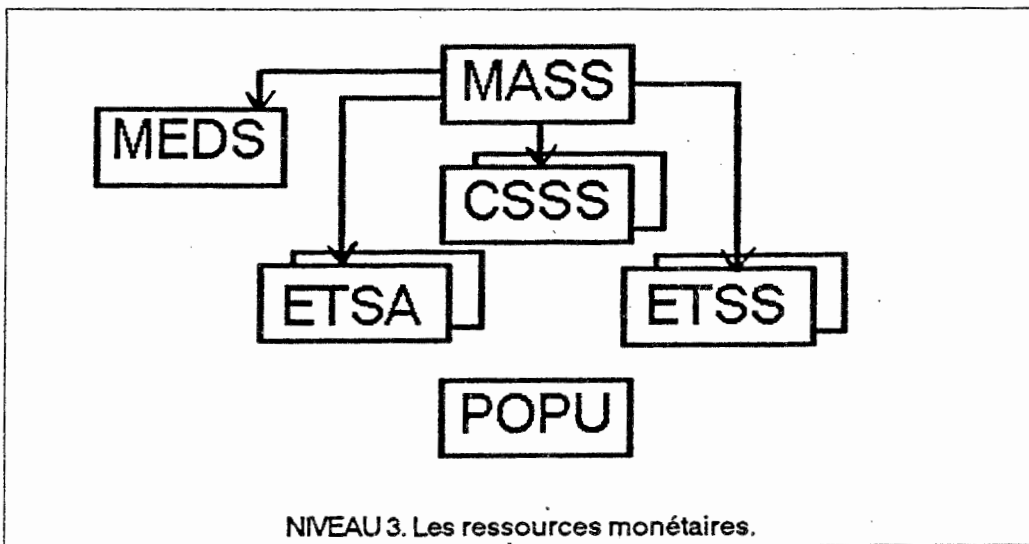 MASS
MEDS
CSSS
ETSA
ETSS
POPU
NIVEAU 3. Les ressources monétaires.